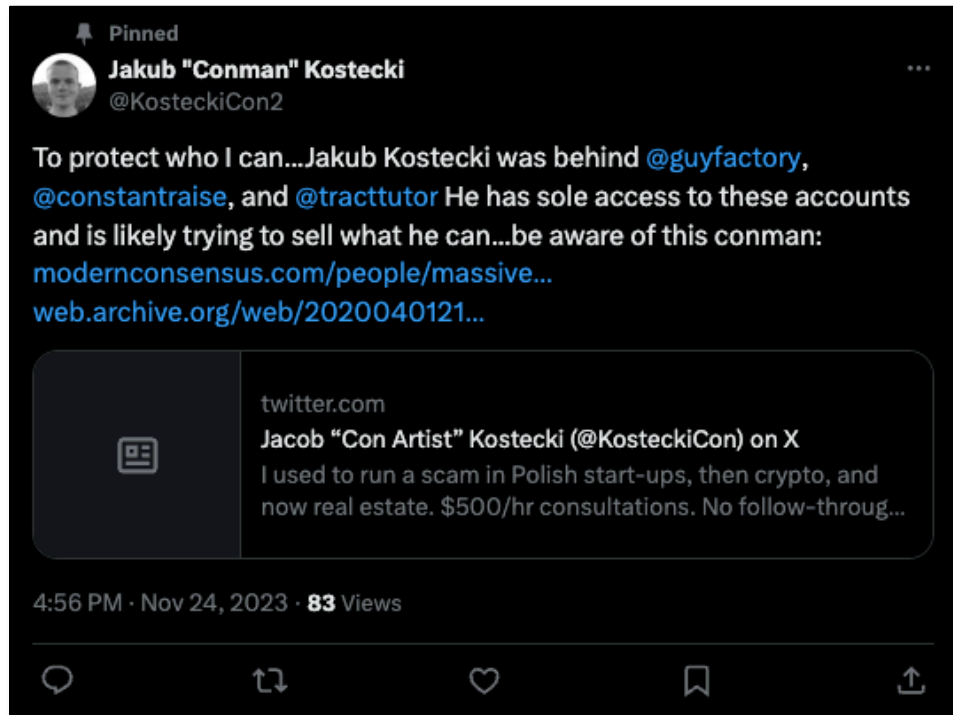 Pinned
Jakub "Conman" Kostecki
@KosteckiCon2
To protect who I can...Jakub Kostecki was behind @guyfactory,
@constantraise, and @tracttutor He has sole access to these accounts
and is likely trying to sell what he can...be aware of this conman:
modernconsensus.com/people/massive...
web.archive.org/web/2020040121...
twitter.com
Jacob “Con Artist” Kostecki (@KosteckiCon) on X
I used to run a scam in Polish start-ups, then crypto, and
now real estate. $500/hr consultations. No follow-throug...
4:56 PM · Nov 24, 2023 · 83 Views